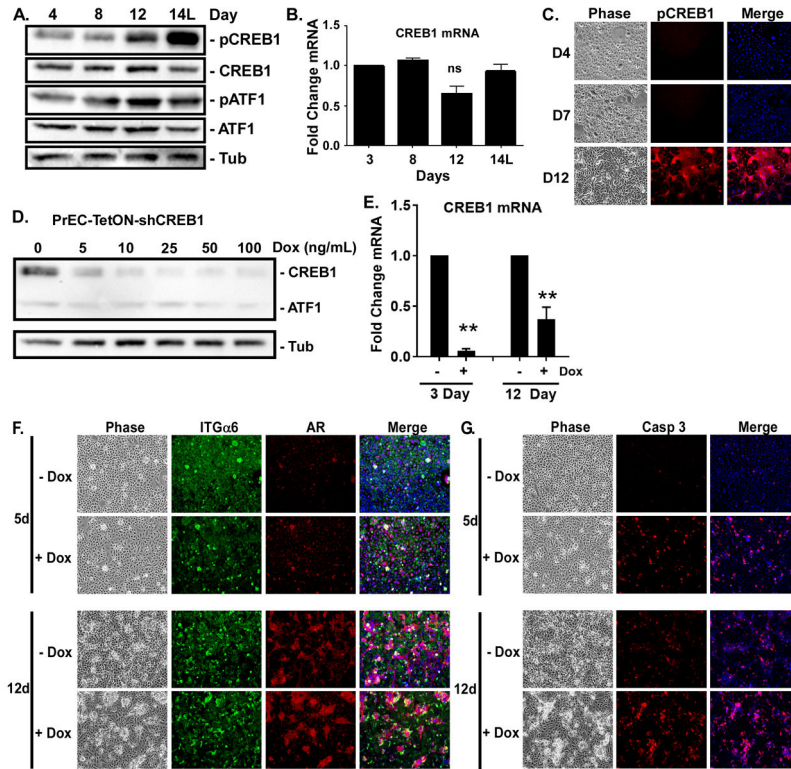 A.
4 8 12 14L Day
- pCREB1
- CREB1
- pATF1
- ATF1
- Tub
B.
CREB1 mRNA
Fold Change mRNA
1.5
1.0
0.5
0.0
ns
3 8 12 14L
Days
C.
Phase pCREB1 Merge
D4
D7
D12
D.
PrEC-TetON-shCREB1
0 5 10 25 50 100 Dox (ng/mL)
- CREB1
- ATF1
- Tub
E.
CREB1 mRNA
Fold Change mRNA
1.5
1.0
0.5
0.0
** **
- + - + Dox
3 Day 12 Day
F.
Phase ITGα6 AR Merge
- Dox
5d
+ Dox
- Dox
12d
+ Dox
G.
Phase Casp 3 Merge
- Dox
5d
+ Dox
- Dox
12d
+ Dox